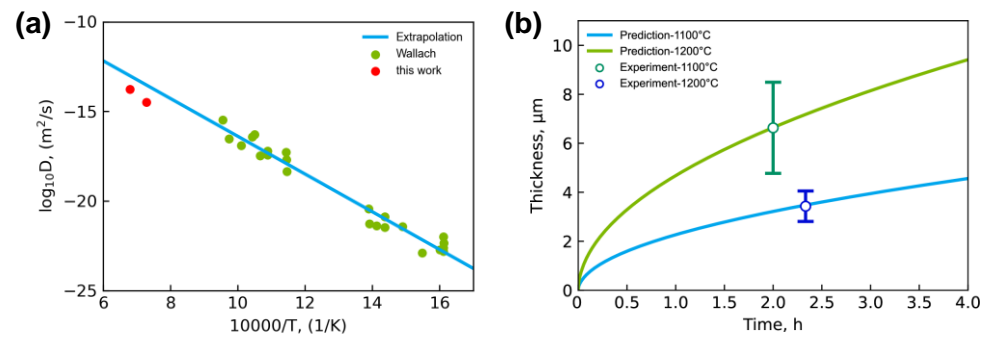 (a)
−10
−15
−20
−25
log10D, (m2/s)
Extrapolation
Wallach
this work
6 8 10 12 14 16
10000/T, (1/K)
(b)
10
8
6
4
2
0
Thickness, μm
Prediction-1100°C
Prediction-1200°C
Experiment-1100°C
Experiment-1200°C
0.5 1.0 1.5 2.0 2.5 3.0 3.5 4.0
Time, h